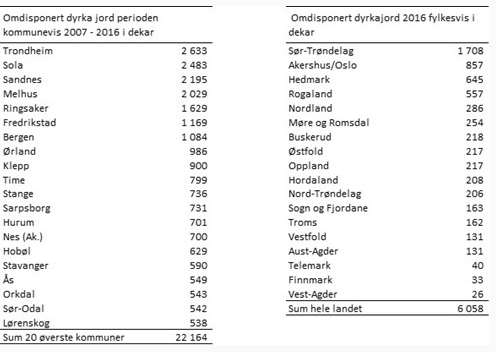 Omdisponert dyrka jord perioden
kommunevis 2007 - 2016 i dekar
Trondheim 2 633
Sola 2 483
Sandnes 2 195
Melhus 2 029
Ringsaker 1 629
Fredrikstad 1 169
Bergen 1 084
Ørland 986
Klepp 900
Time 799
Stange 736
Sarpsborg 731
Hurum 701
Nes (Ak.) 700
Hobøl 629
Stavanger 590
Ås 549
Orkdal 543
Sør-Odal 542
Lørenskog 538
Sum 20 øverste kommuner 22 164
Omdisponert dyrkajord 2016 fylkesvis i
dekar
Sør-Trøndelag 1 708
Akershus/Oslo 857
Hedmark 645
Rogaland 557
Nordland 286
Møre og Romsdal 254
Buskerud 218
Østfold 217
Oppland 217
Hordaland 208
Nord-Trøndelag 206
Sogn og Fjordane 163
Troms 162
Vestfold 131
Aust-Agder 131
Telemark 40
Finnmark 33
Vest-Agder 26
Sum hele landet 6 058